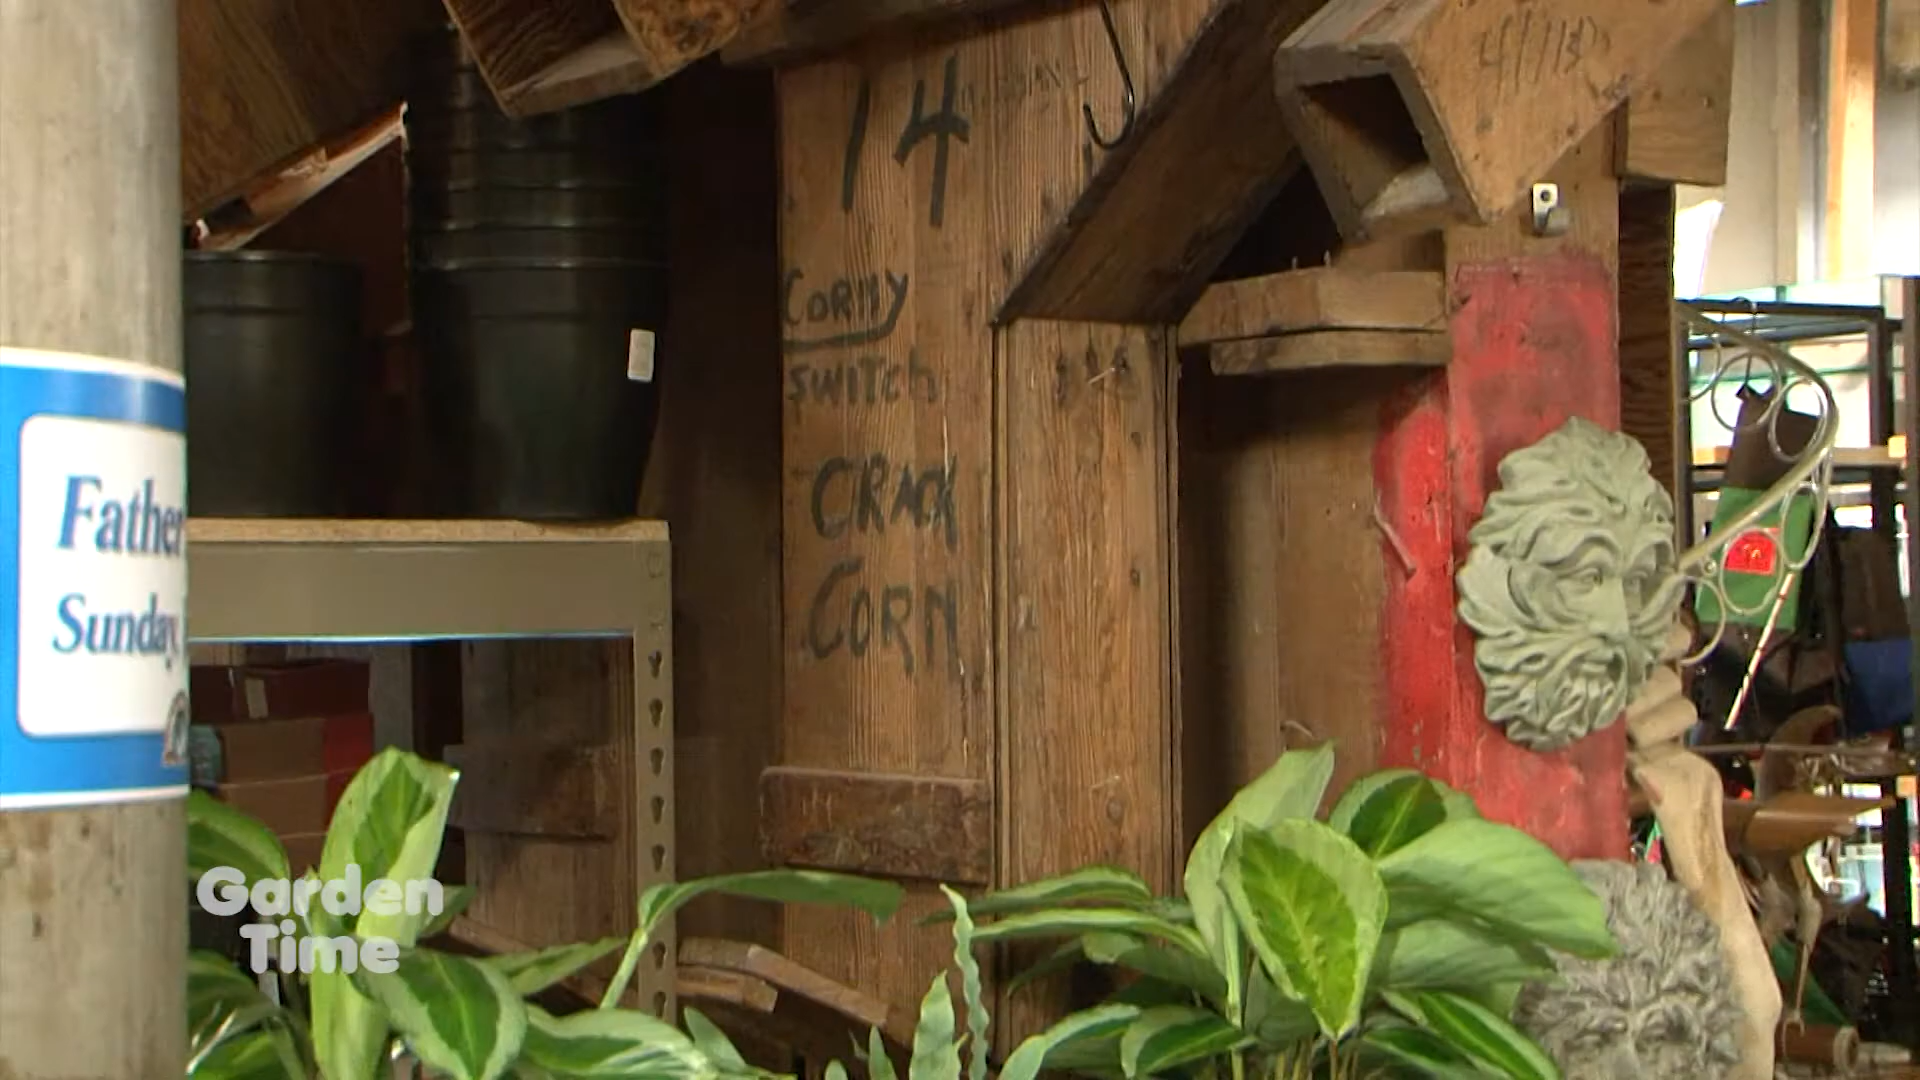 14
CORNY
SWITCH
CRACK
CORN
Father
Sunday,
Garden
Time